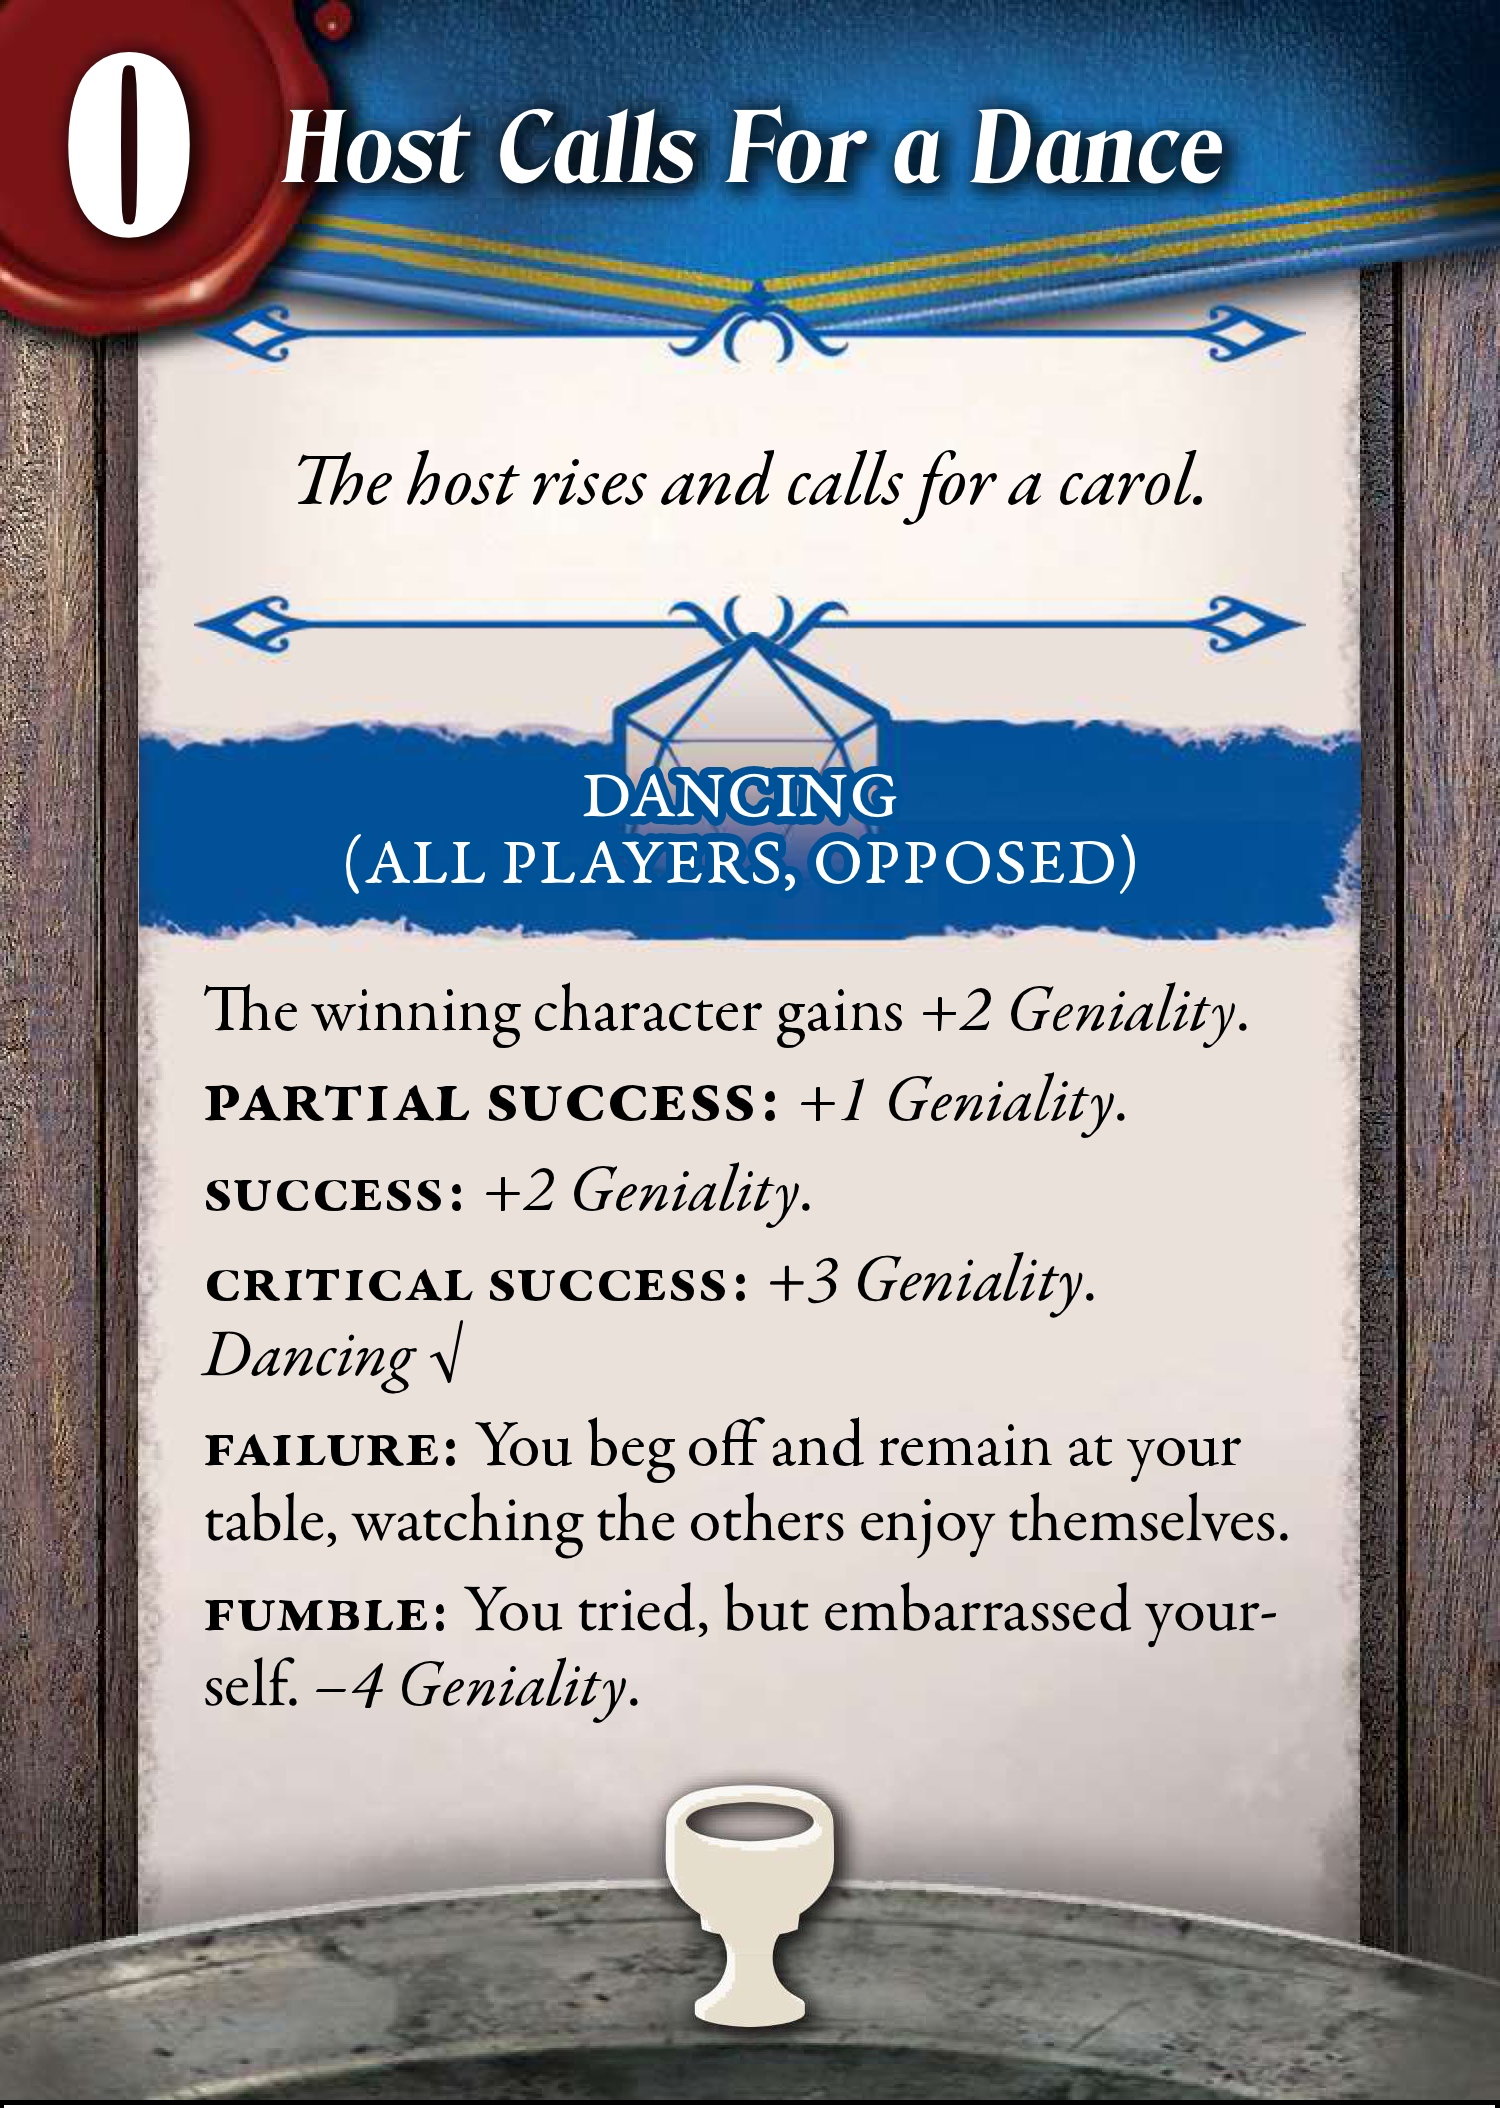 0
Host Calls For a Dance
The host rises and calls for a carol.
DANCING
(ALL PLAYERS, OPPOSED)
The winning character gains +2 Geniality.
PARTIAL SUCCESS: +1 Geniality.
SUCCESS: +2 Geniality.
CRITICAL SUCCESS: +3 Geniality.
Dancing √
FAILURE: You beg off and remain at your
table, watching the others enjoy themselves.
FUMBLE: You tried, but embarrassed your-
self. –4 Geniality.